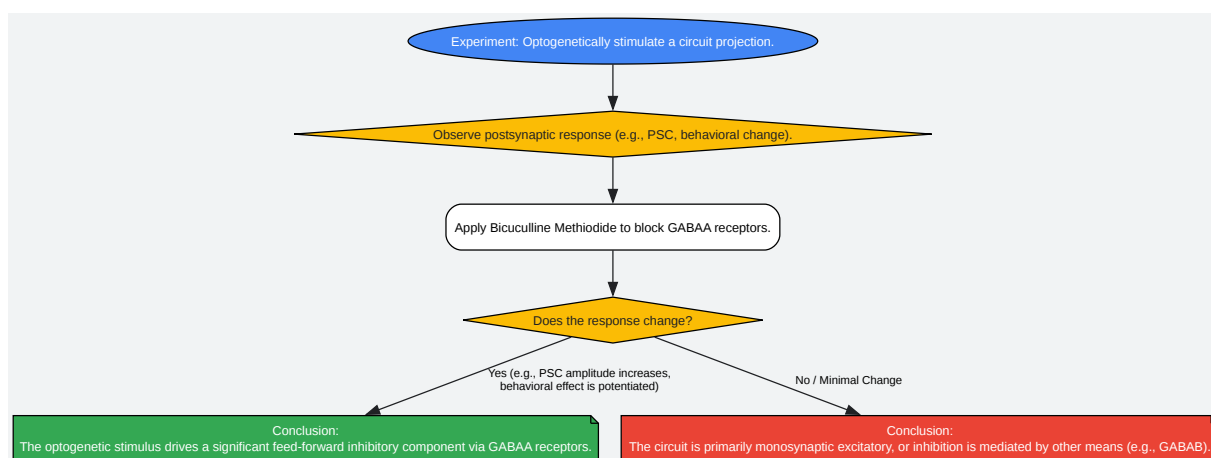 Experiment: Optogenetically stimulate a circuit projection.
Observe postsynaptic response (e.g., PSC, behavioral change).
Apply Bicuculline Methiodide to block GABAA receptors.
Does the response change?
Yes (e.g., PSC amplitude increases,
behavioral effect is potentiated)
No / Minimal Change
Conclusion:
The optogenetic stimulus drives a significant feed-forward inhibitory component via GABAA receptors.
Conclusion:
The circuit is primarily monosynaptic excitatory, or inhibition is mediated by other means (e.g., GABAB).